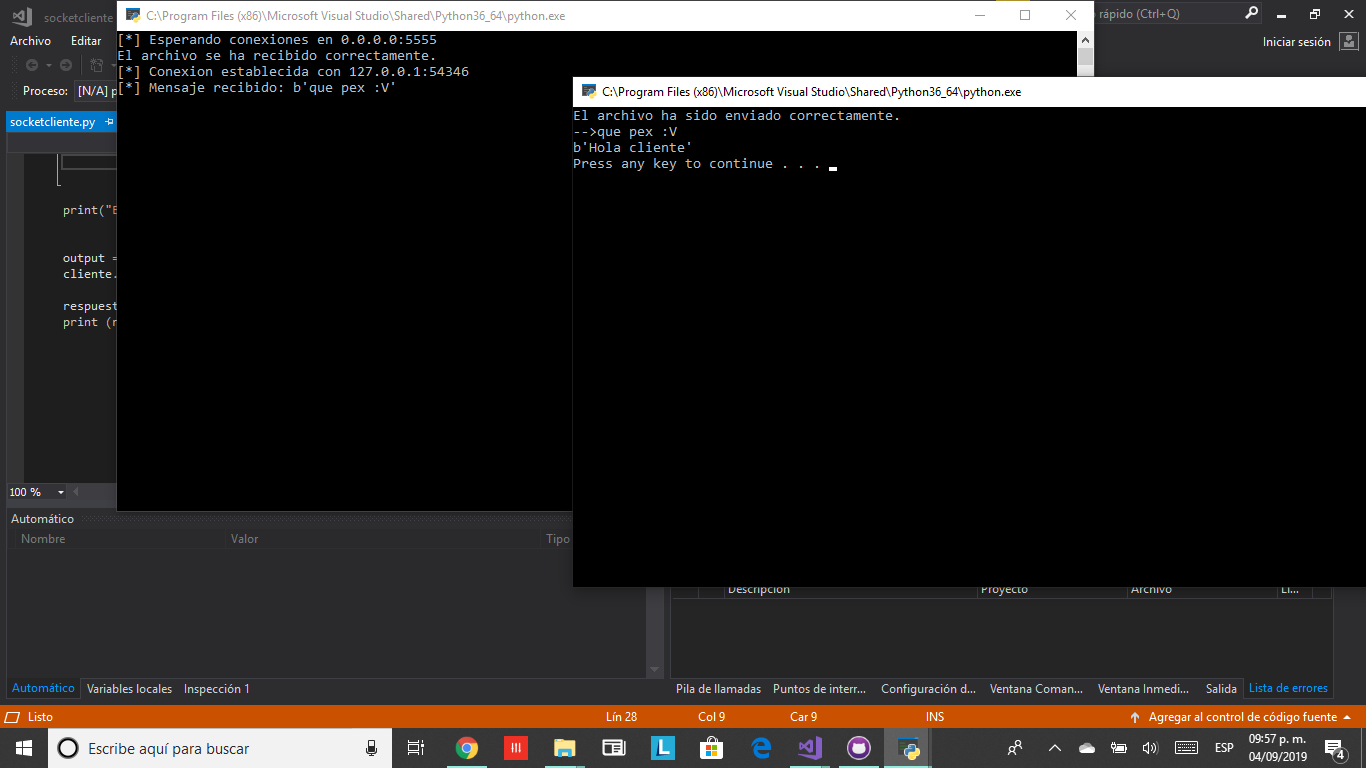 socketcliente
C:\Program Files (x86)\Microsoft Visual Studio\Shared\Python36_64\python.exe
rápido (Ctrl+Q)
Archivo Editar
Iniciar sesión
Proceso: [N/A] p
[*] Esperando conexiones en 0.0.0.0:5555
El archivo se ha recibido correctamente.
[*] Conexion establecida con 127.0.0.1:54346
[*] Mensaje recibido: b'que pex :V'
C:\Program Files (x86)\Microsoft Visual Studio\Shared\Python36_64\python.exe
El archivo ha sido enviado correctamente.
-->que pex :V
b'Hola cliente'
Press any key to continue . . .
socketcliente.py
print("E
output =
cliente.
respuest
print (r
100 %
Automático
Nombre Valor Tipo
Descripción Proyecto Archivo Lí...
Automático Variables locales Inspección 1
Pila de llamadas Puntos de interr... Configuración d... Ventana Coman... Ventana Inmedi... Salida Lista de errores
Listo Lín 28 Col 9 Car 9 INS Agregar al control de código fuente
Escribe aquí para buscar
L
ESP
09:57 p. m.
04/09/2019
4